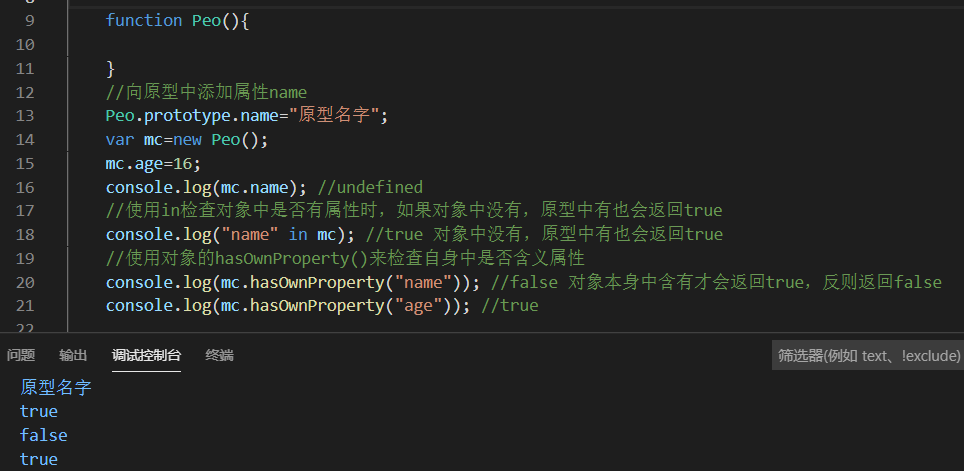 9 function Peo(){
10
11 }
12 //向原型中添加属性name
13 Peo.prototype.name="原型名字";
14 var mc=new Peo();
15 mc.age=16;
16 console.log(mc.name); //undefined
17 //使用in检查对象中是否有属性时，如果对象中没有，原型中有也会返回true
18 console.log("name" in mc); //true 对象中没有，原型中有也会返回true
19 //使用对象的hasOwnProperty()来检查自身中是否含义属性
20 console.log(mc.hasOwnProperty("name")); //false 对象本身中含有才会返回true，反则返回false
21 console.log(mc.hasOwnProperty("age")); //true
22
问题 输出 调试控制台 终端 筛选器(例如 text、!exclude)
原型名字
true
false
true